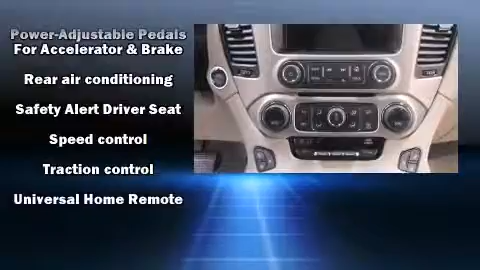 Power-Adjustable Pedals
For Accelerator & Brake
Rear air conditioning
Safety Alert Driver Seat
Speed control
Traction control
Universal Home Remote